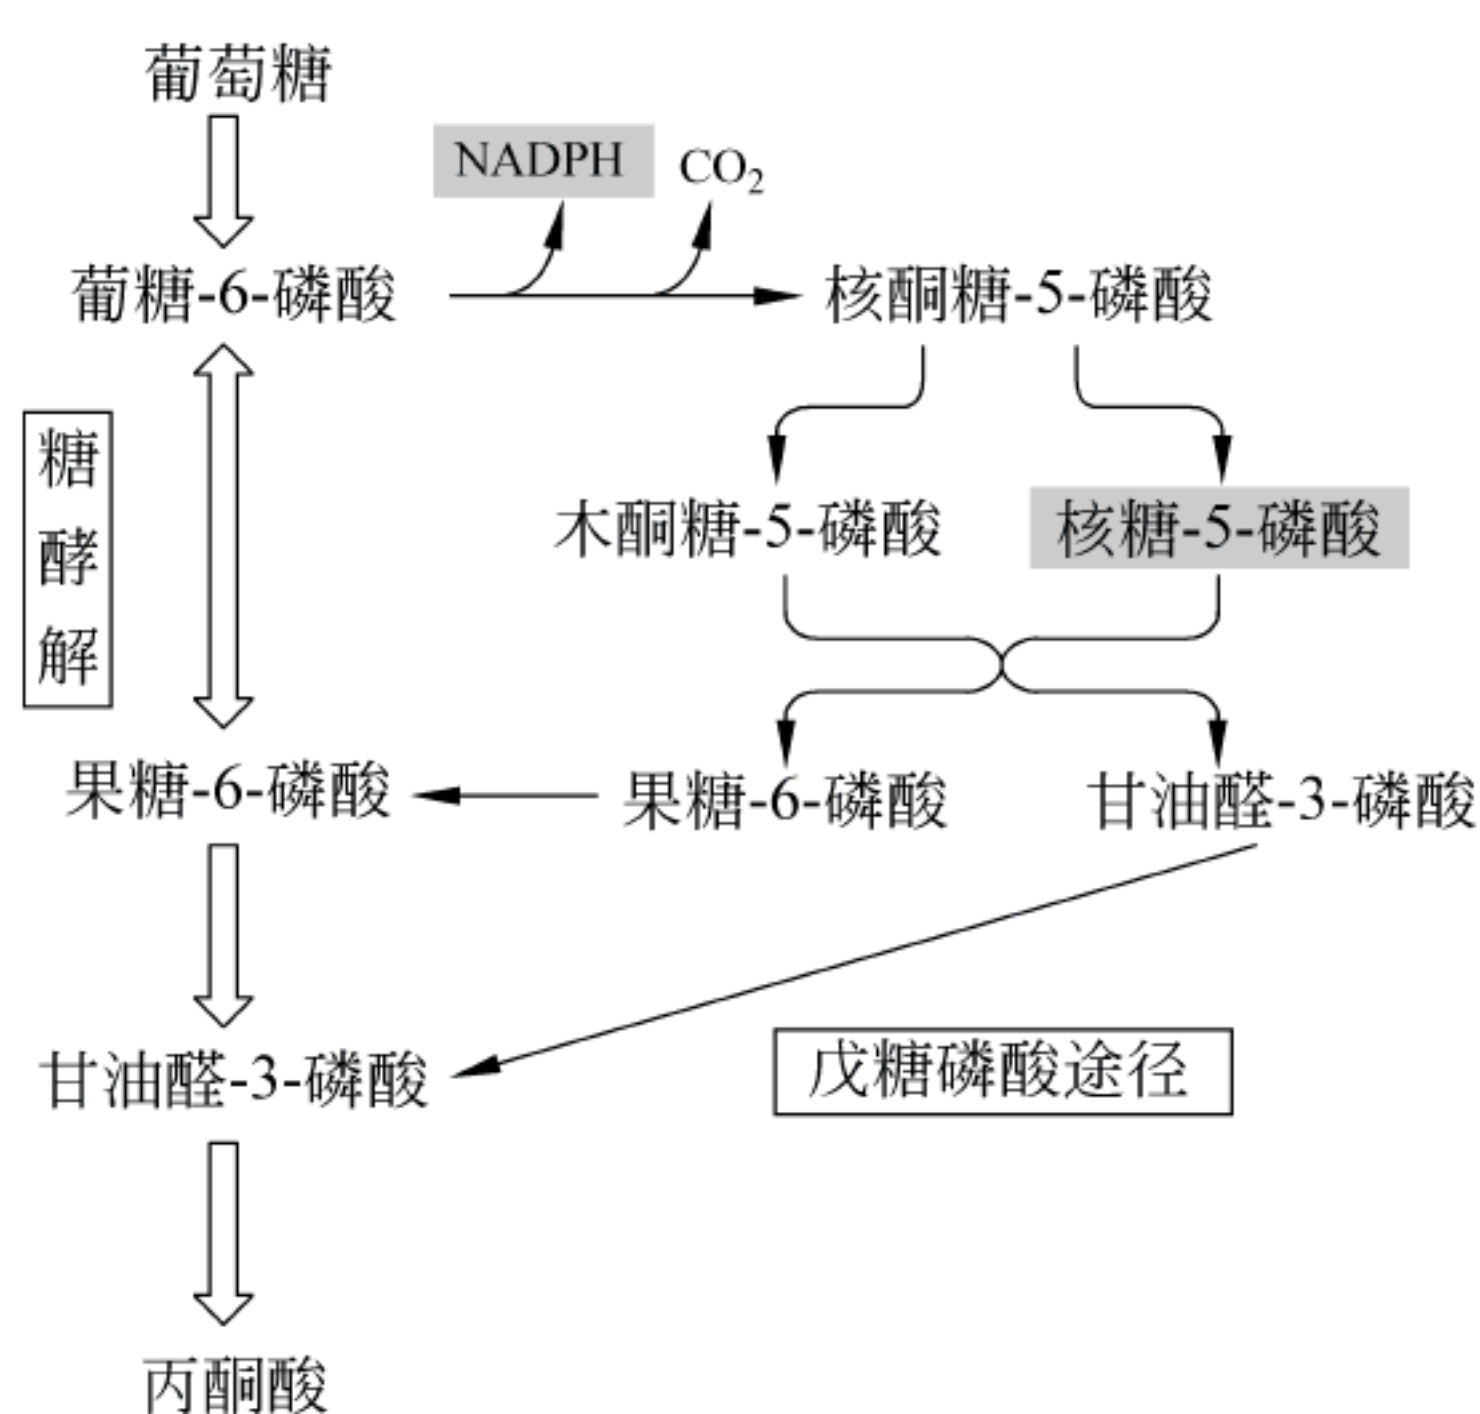 葡萄糖
NADPH
CO₂
葡糖-6-磷酸
核酮糖-5-磷酸
糖
酵
解
木酮糖-5-磷酸
核糖-5-磷酸
果糖-6-磷酸
果糖-6-磷酸
甘油醛-3-磷酸
甘油醛-3-磷酸
戊糖磷酸途径
丙酮酸